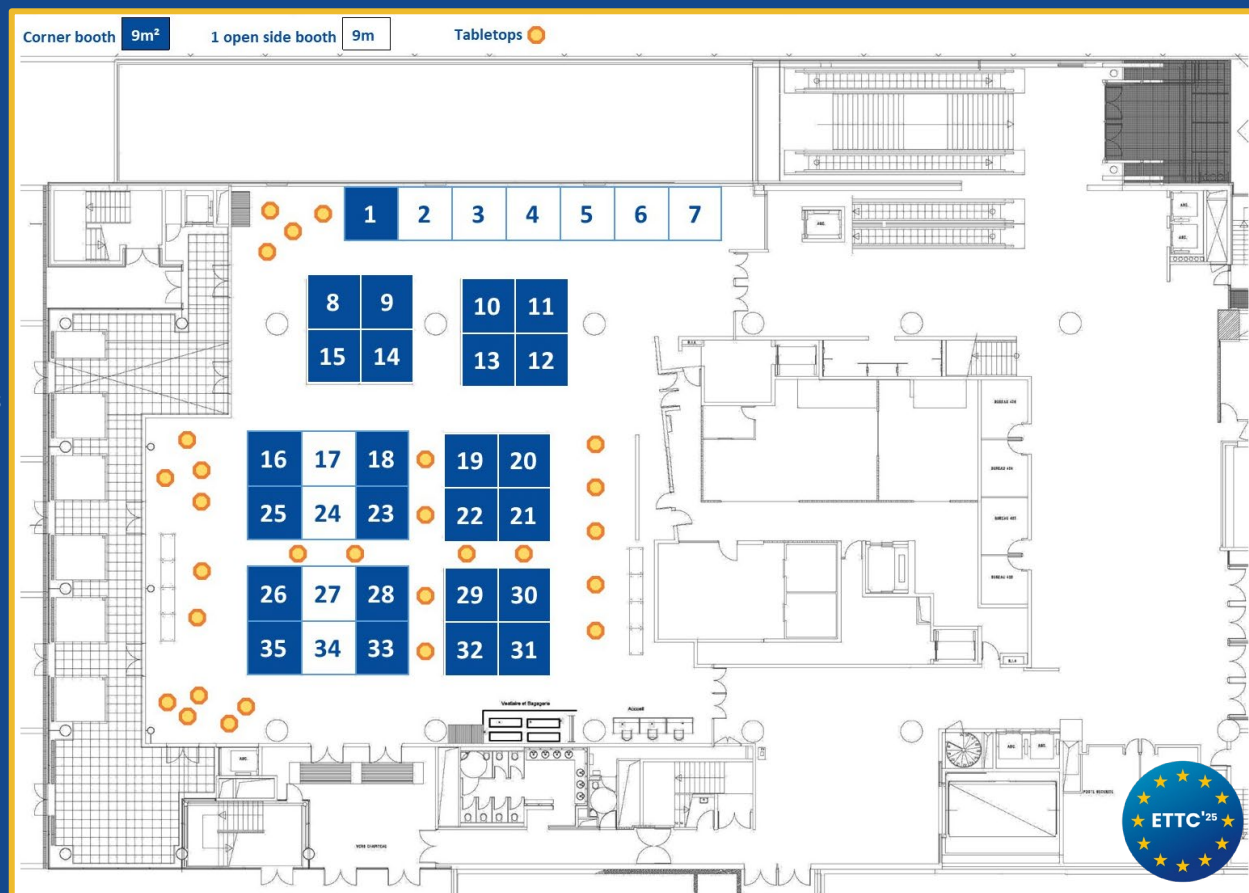 Corner booth 9m² 1 open side booth 9m Tabletops
1 2 3 4 5 6 7
8 9 10 11
15 14 13 12
16 17 18 19 20
25 24 23 22 21
26 27 28 29 30
35 34 33 32 31
Vestiaire et Bagagerie
Accueil
ETTC'25